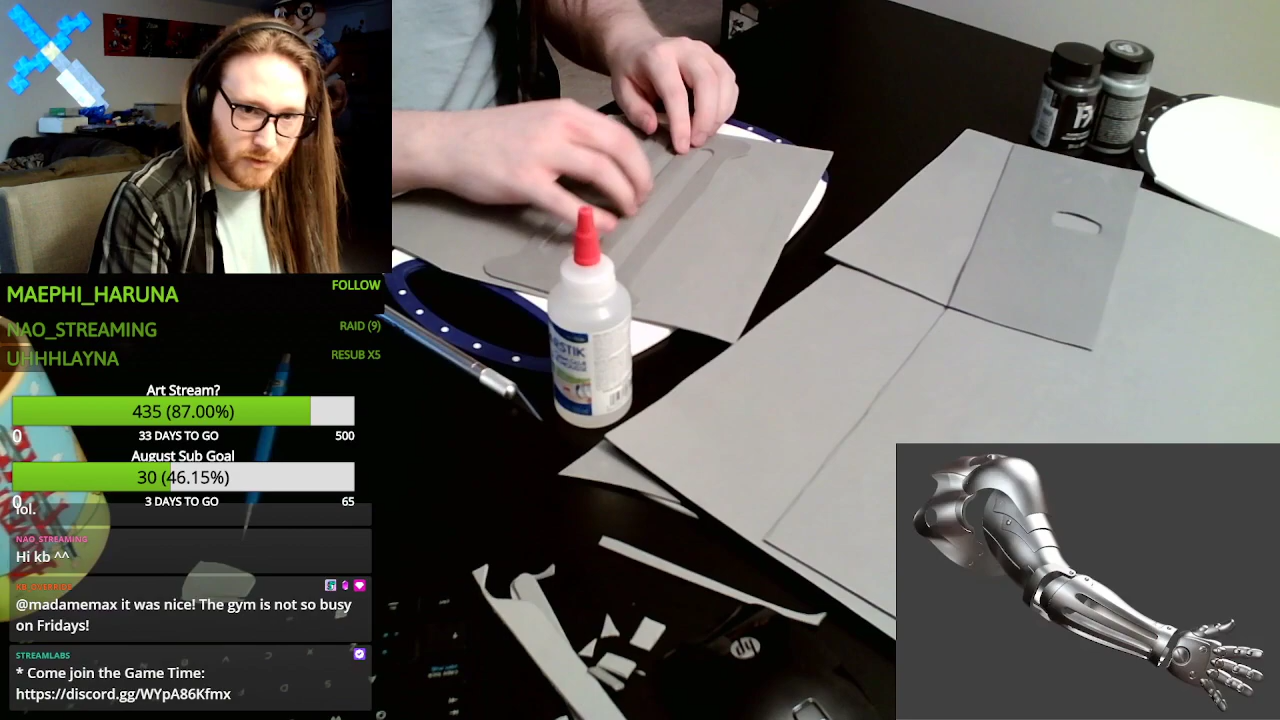 MAEPHI_HARUNA
FOLLOW
NAO_STREAMING
RAID (9)
UHHHLAYNA
RESUB X5
Art Stream?
435 (87.00%)
0
33 DAYS TO GO
500
August Sub Goal
30 (46.15%)
0
3 DAYS TO GO
65
lol.
NAO_STREAMING
Hi kb ^^
KB_OVERRIDE
@madamemax it was nice! The gym is not so busy
on Fridays!
STREAMLABS
* Come join the Game Time:
https://discord.gg/WYpA86Kfmx
hp